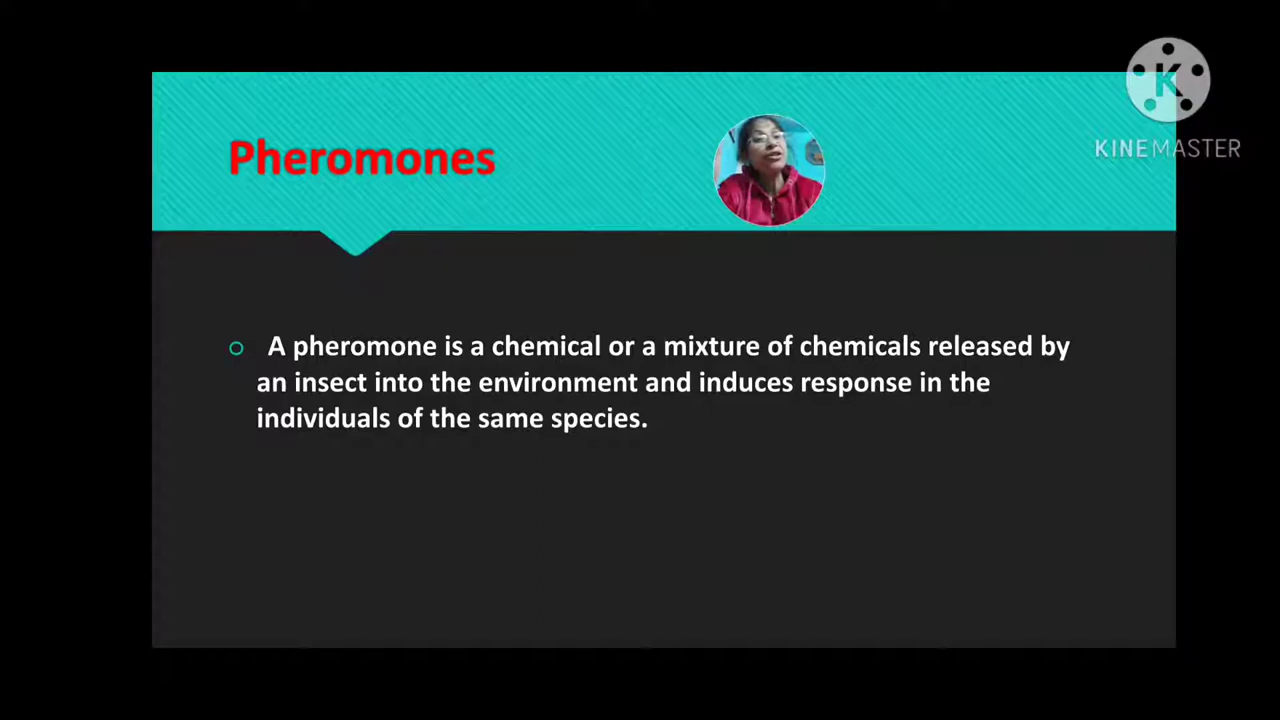 Pheromones
K
KINEMASTER
A pheromone is a chemical or a mixture of chemicals released by
an insect into the environment and induces response in the
individuals of the same species.